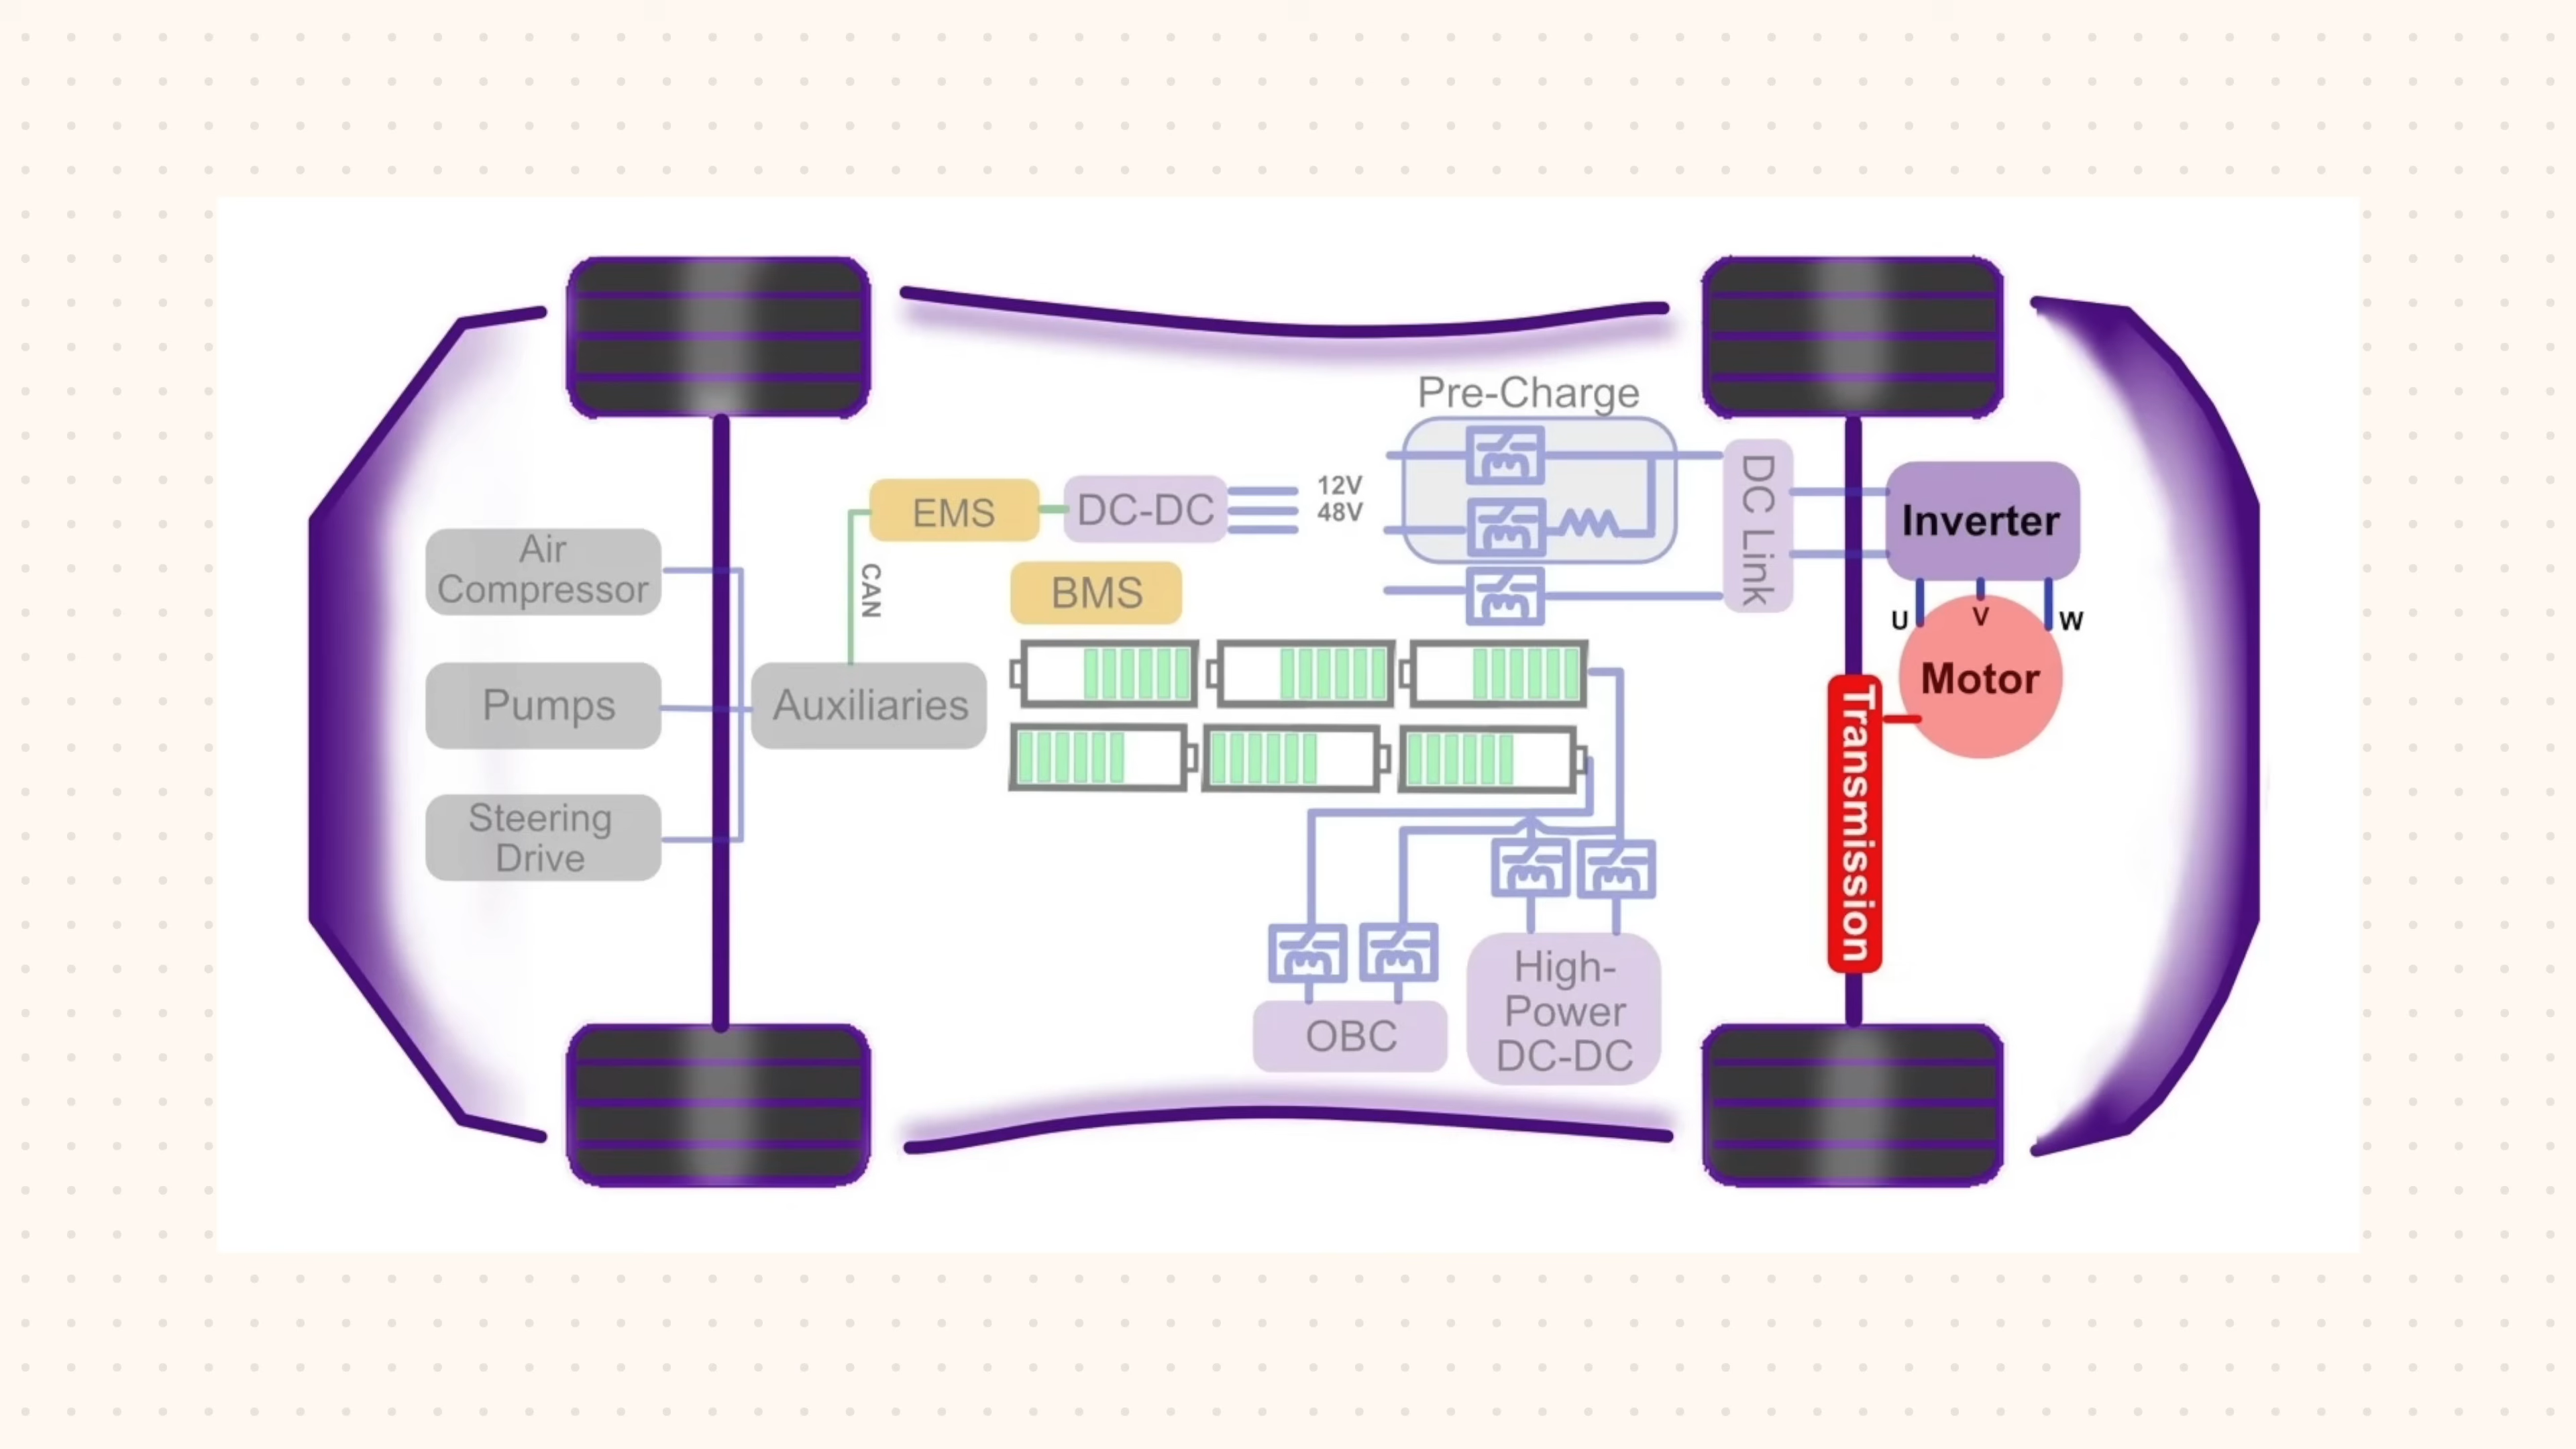 Pre-Charge
12V
48V
EMS
DC-DC
DC Link
Inverter
Air
Compressor
CAN
BMS
U
V
W
Motor
Pumps
Auxiliaries
Transmission
Steering
Drive
High-
Power
DC-DC
OBC